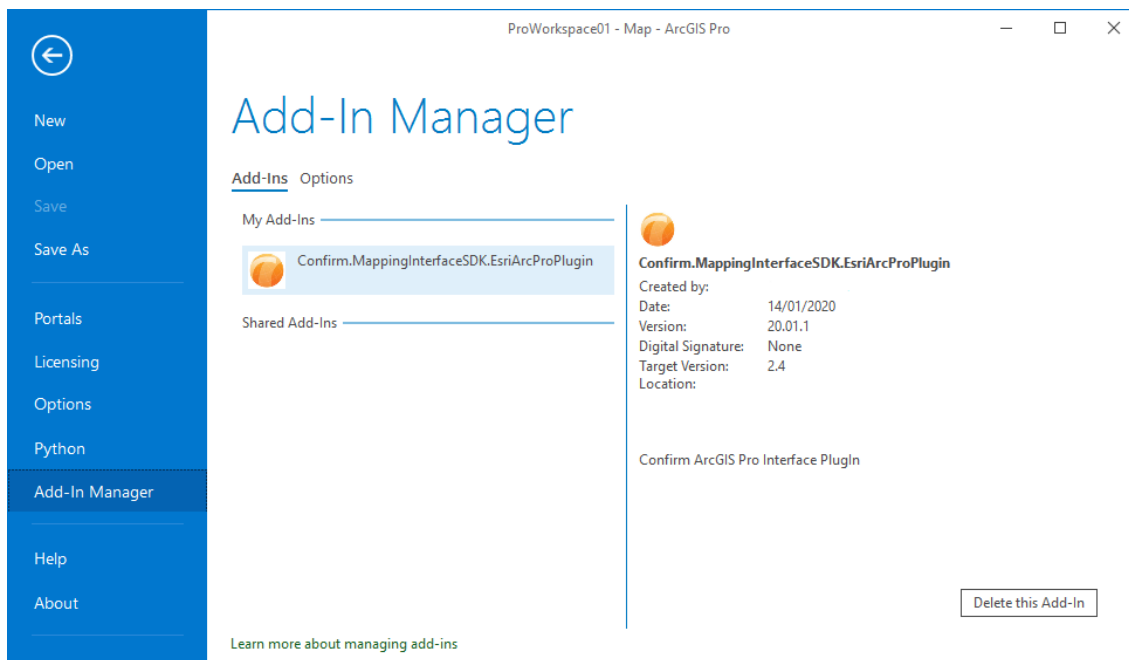 ProWorkspace01 - Map - ArcGIS Pro
New
Open
Save
Save As
Portals
Licensing
Options
Python
Add-In Manager
Help
About
Add-In Manager
Add-Ins Options
My Add-Ins
Confirm.MappingInterfaceSDK.EsriArcProPlugin
Shared Add-Ins
Learn more about managing add-ins
Confirm.MappingInterfaceSDK.EsriArcProPlugin
Created by:
Date: 14/01/2020
Version: 20.01.1
Digital Signature: None
Target Version: 2.4
Location:
Confirm ArcGIS Pro Interface PlugIn
Delete this Add-In